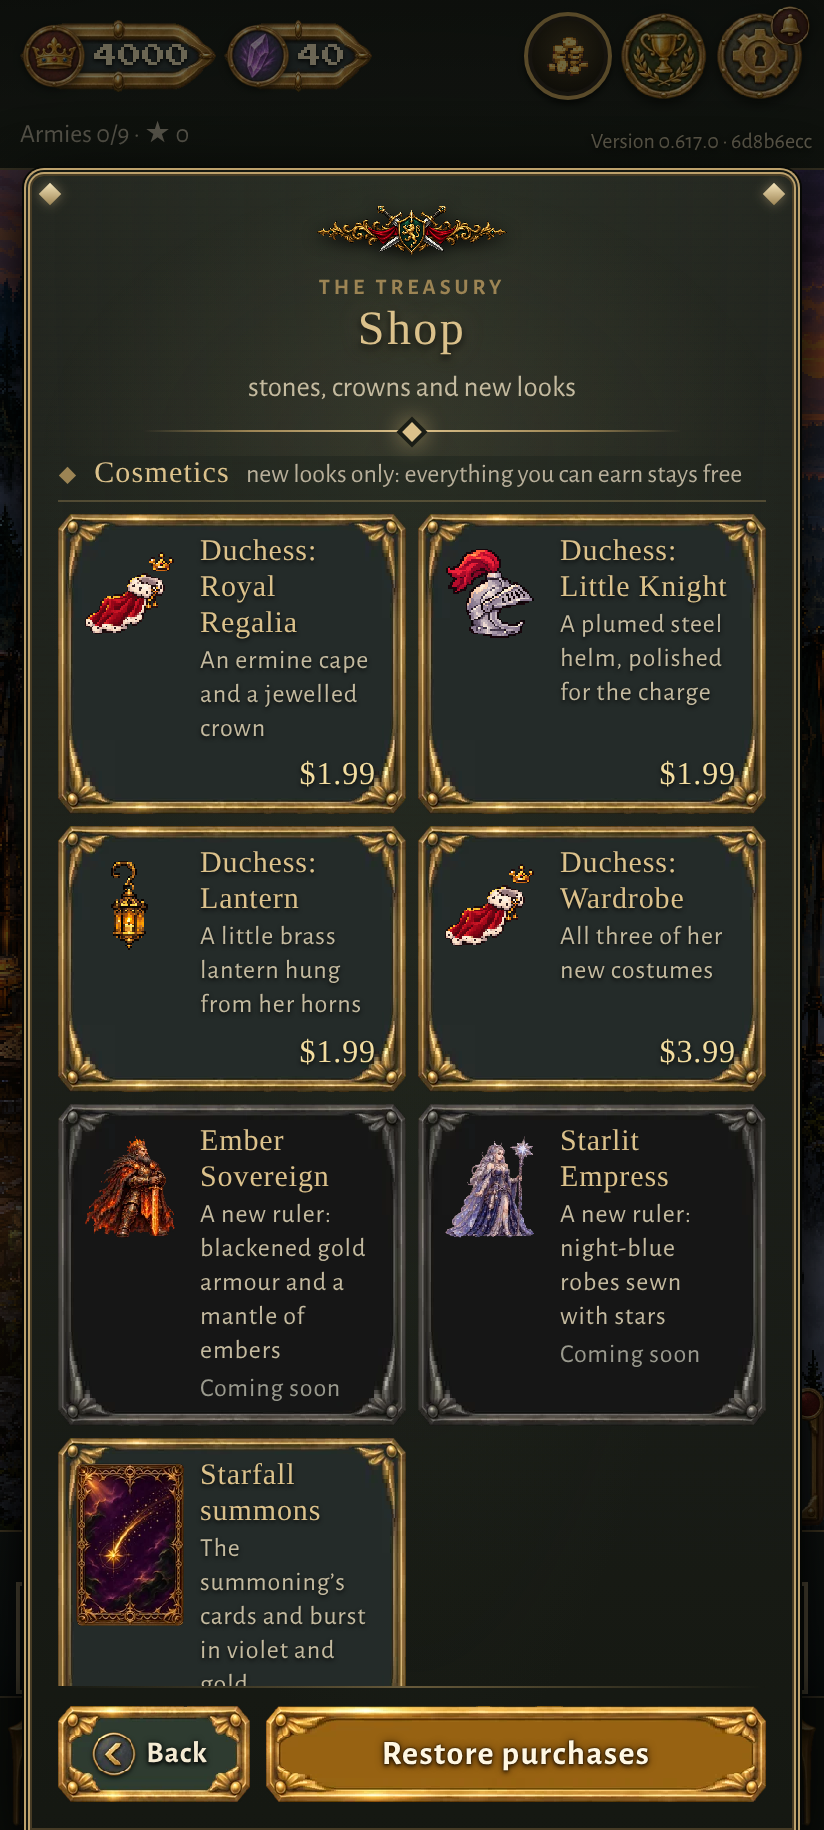 4000
40
Armies 0/9 · ★ 0
Version 0.617.0 · 6d8b6ecc
THE TREASURY
Shop
stones, crowns and new looks
Cosmetics new looks only: everything you can earn stays free
Duchess:
Royal
Regalia
An ermine cape
and a jewelled
crown
$1.99
Duchess:
Little Knight
A plumed steel
helm, polished
for the charge
$1.99
Duchess:
Lantern
A little brass
lantern hung
from her horns
$1.99
Duchess:
Wardrobe
All three of her
new costumes
$3.99
Ember
Sovereign
A new ruler:
blackened gold
armour and a
mantle of
embers
Coming soon
Starlit
Empress
A new ruler:
night-blue
robes sewn
with stars
Coming soon
Starfall
summons
The
summoning’s
cards and burst
in violet and
gold
Back
Restore purchases